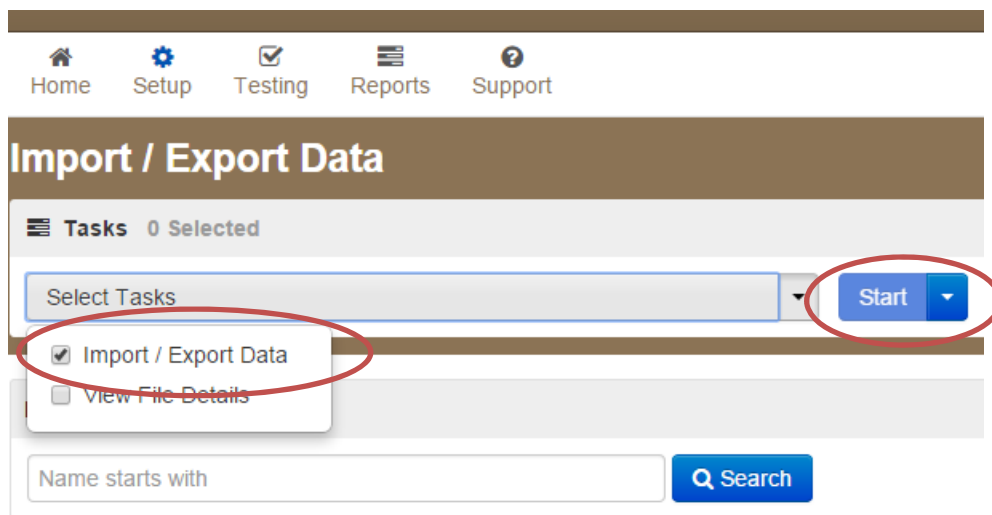 Home Setup Testing Reports Support
Import / Export Data
Tasks 0 Selected
Select Tasks Start
Import / Export Data
View File Details
Name starts with Search